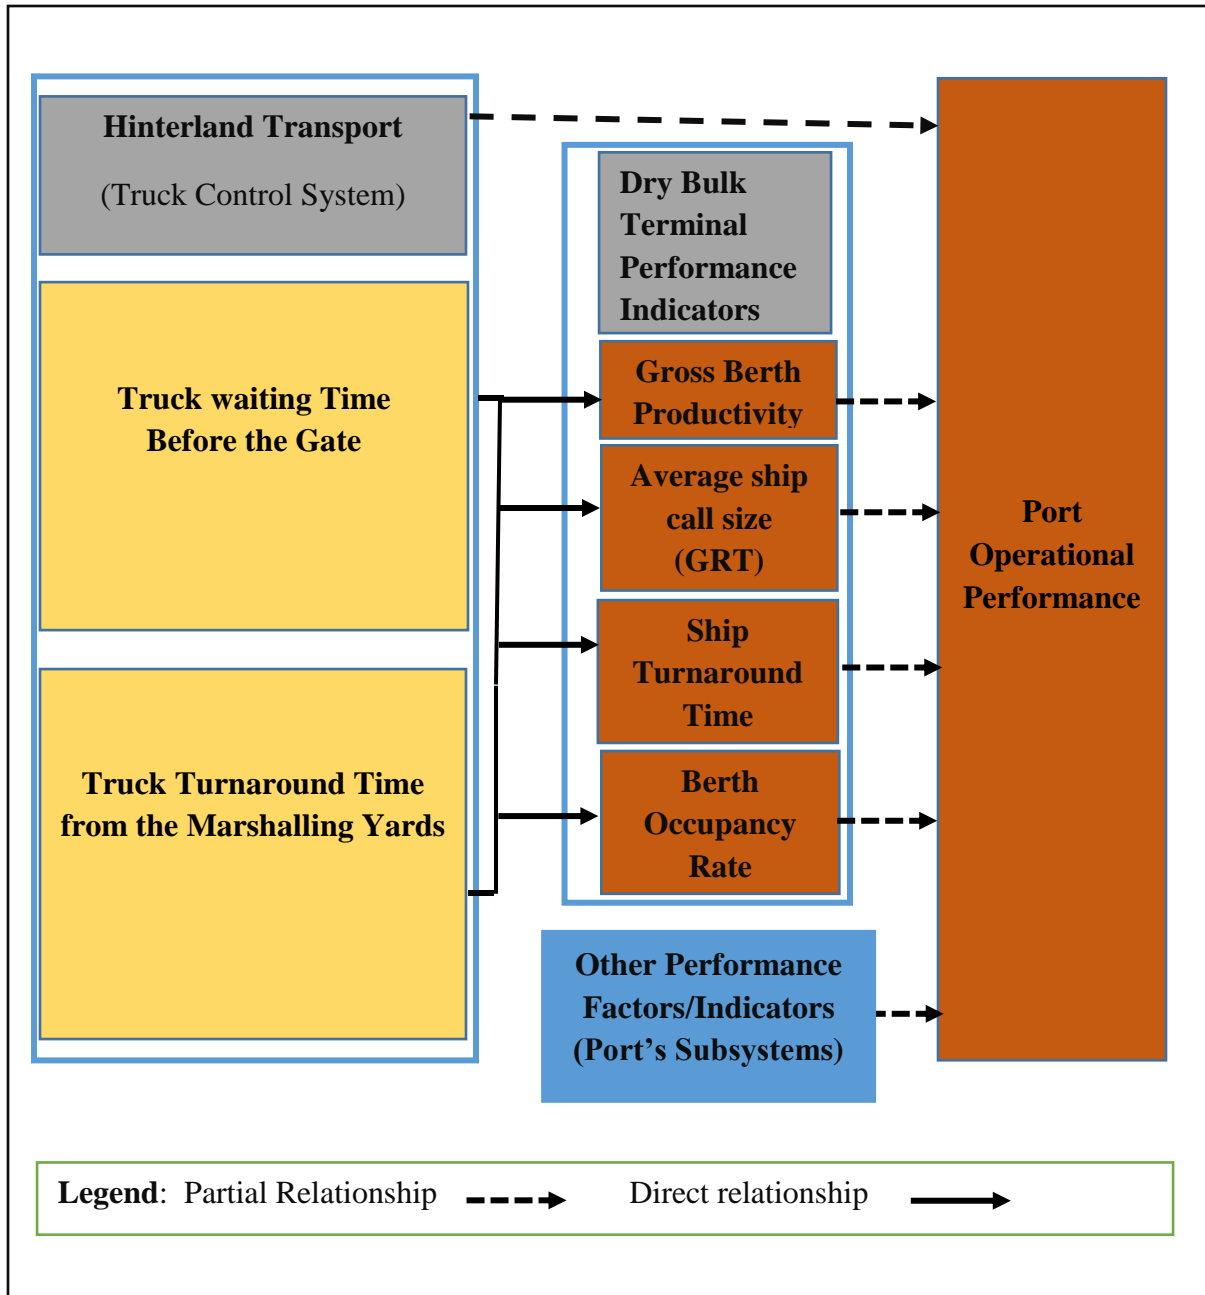 Hinterland Transport
(Truck Control System)
Truck waiting Time
Before the Gate
Truck Turnaround Time
from the Marshalling Yards
Dry Bulk
Terminal
Performance
Indicators
Gross Berth
Productivity
Average ship
call size
(GRT)
Ship
Turnaround
Time
Berth
Occupancy
Rate
Other Performance
Factors/Indicators
(Port’s Subsystems)
Port
Operational
Performance
Legend: Partial Relationship Direct relationship